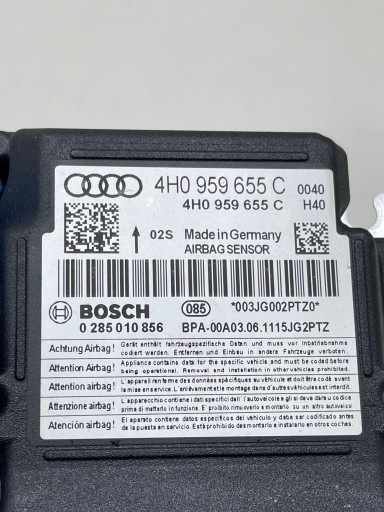 4H0 959 655 C 0040
4H0 959 655 C H40
02S Made in Germany
AIRBAG SENSOR
BOSCH 085 *003JG002PTZ0*
0 285 010 856 BPA-00A03.06.1115JG2PTZ
Achtung Airbag! Gerät enthält fahrzeugspezifische Daten und muss vor Inbetriebnahme
codiert werden. Entfernen und Einbau in andere Fahrzeuge verboten.
Attention Airbag! Apparatus contains data of the specific vehicle and must be coded before
being operational. Removal and installation in other vehicles prohibited.
Attention airbag! L'appareil renferme des données spécifiques au véhicule et doit être codé avant
la mise en service. L'enlèvement et montage dans d'autres véhicules est interdit.
Attenzione airbag! L'apparecchio contiene i dati specifici dell'autoveicolo e gli si deve dare su codice
prima di metterlo in funzione. E' proibito rimuoverlo e montarlo su un altro autoveicolo
Atención airbag! El aparato contiene datos específicos del vehículo y debe ser codificado antes
de la puesta en servicio. Está prohibido desmontarlo e instalarlo en otros coches.